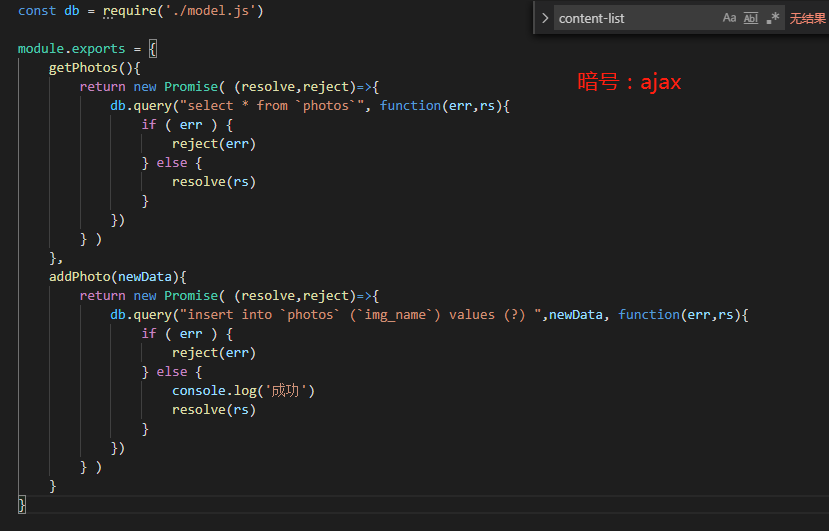 const db = require('./model.js')
content-list
Aa Abl .* 无结果
module.exports = {
getPhotos(){
暗号：ajax
return new Promise( (resolve,reject)=>{
db.query("select * from `photos`", function(err,rs){
if ( err ) {
reject(err)
} else {
resolve(rs)
}
})
} )
},
addPhoto(newData){
return new Promise( (resolve,reject)=>{
db.query("insert into `photos` (`img_name`) values (?) ",newData, function(err,rs){
if ( err ) {
reject(err)
} else {
console.log('成功')
resolve(rs)
}
})
} )
}
}